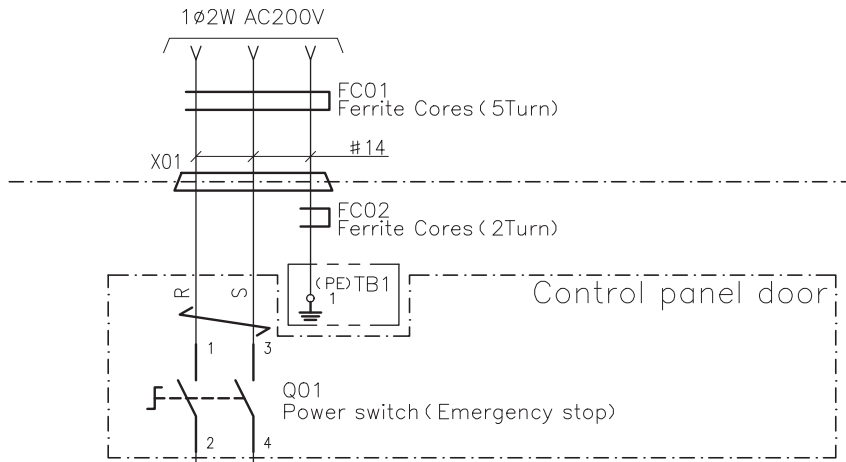 1ø2W AC200V
FC01
Ferrite Cores (5Turn)
#14
X01
FC02
Ferrite Cores (2Turn)
(PE) TB1
1
R
S
Control panel door
1
3
Q01
Power switch (Emergency stop)
2
4